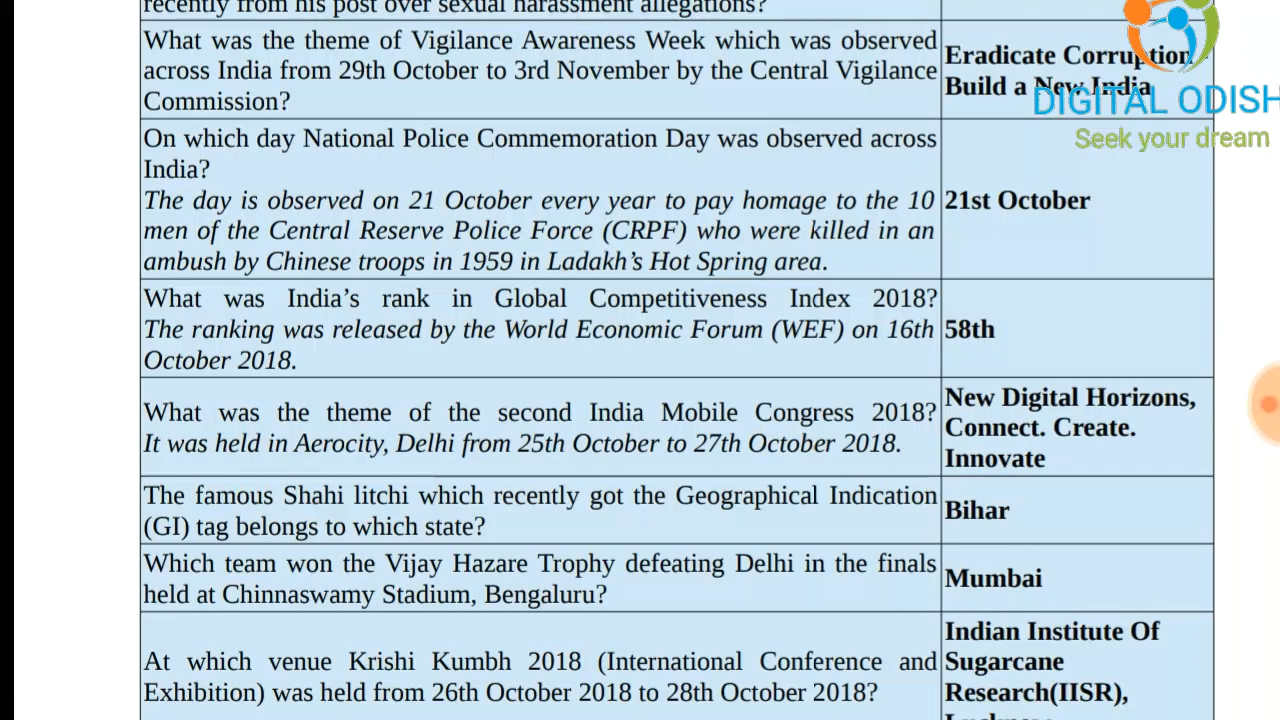 recently from his post over sexual harassment allegations?
What was the theme of Vigilance Awareness Week which was observed
across India from 29th October to 3rd November by the Central Vigilance
Commission?
Eradicate Corruption
Build a New India
DIGITAL ODISH
Seek your dream
On which day National Police Commemoration Day was observed across
India?
The day is observed on 21 October every year to pay homage to the 10
men of the Central Reserve Police Force (CRPF) who were killed in an
ambush by Chinese troops in 1959 in Ladakh’s Hot Spring area.
21st October
What was India’s rank in Global Competitiveness Index 2018?
The ranking was released by the World Economic Forum (WEF) on 16th
October 2018.
58th
What was the theme of the second India Mobile Congress 2018?
It was held in Aerocity, Delhi from 25th October to 27th October 2018.
New Digital Horizons,
Connect. Create.
Innovate
The famous Shahi litchi which recently got the Geographical Indication
(GI) tag belongs to which state?
Bihar
Which team won the Vijay Hazare Trophy defeating Delhi in the finals
held at Chinnaswamy Stadium, Bengaluru?
Mumbai
At which venue Krishi Kumbh 2018 (International Conference and
Exhibition) was held from 26th October 2018 to 28th October 2018?
Indian Institute Of
Sugarcane
Research(IISR),